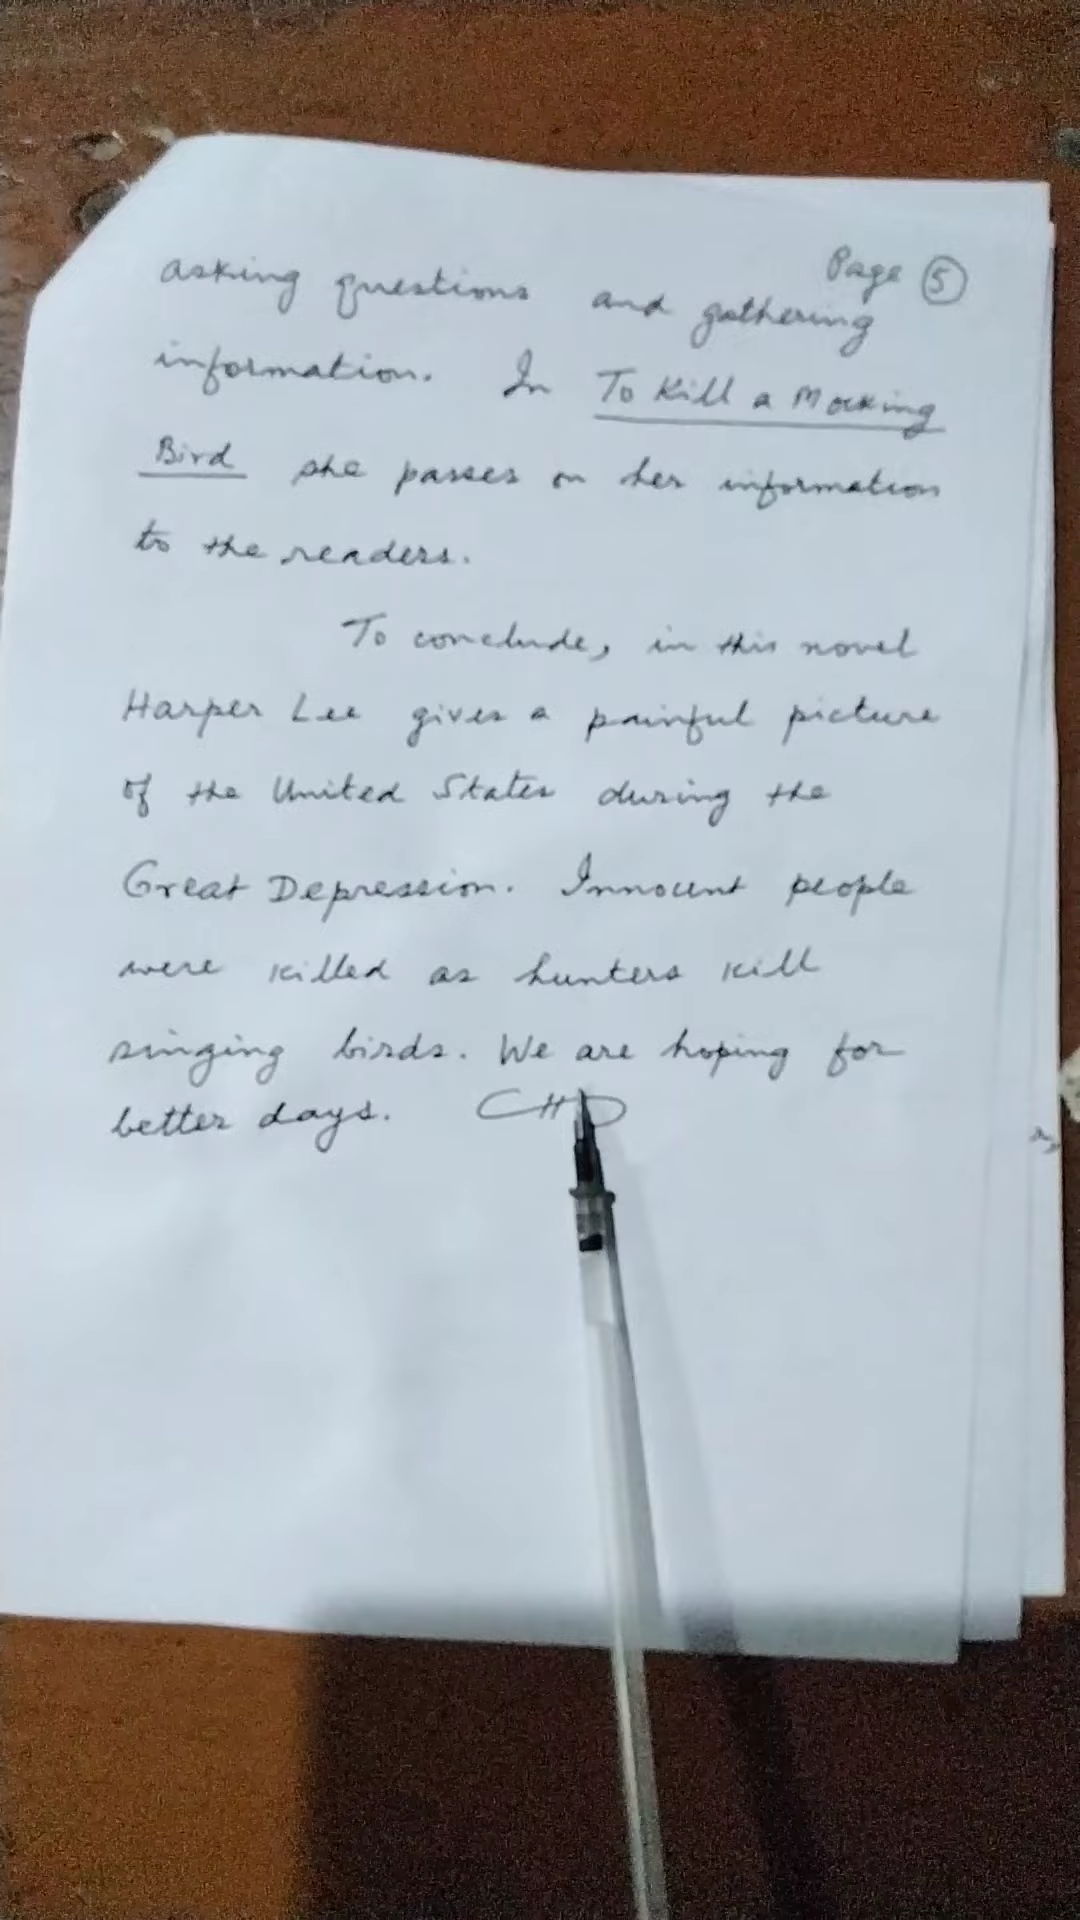 Page 5
asking questions and gathering
information. In To Kill a Mocking
Bird she passes on her information
to the readers.
To conclude, in this novel
Harper Lee gives a painful picture
of the United States during the
Great Depression. Innocent people
were killed as hunters kill
singing birds. We are hoping for
better days.